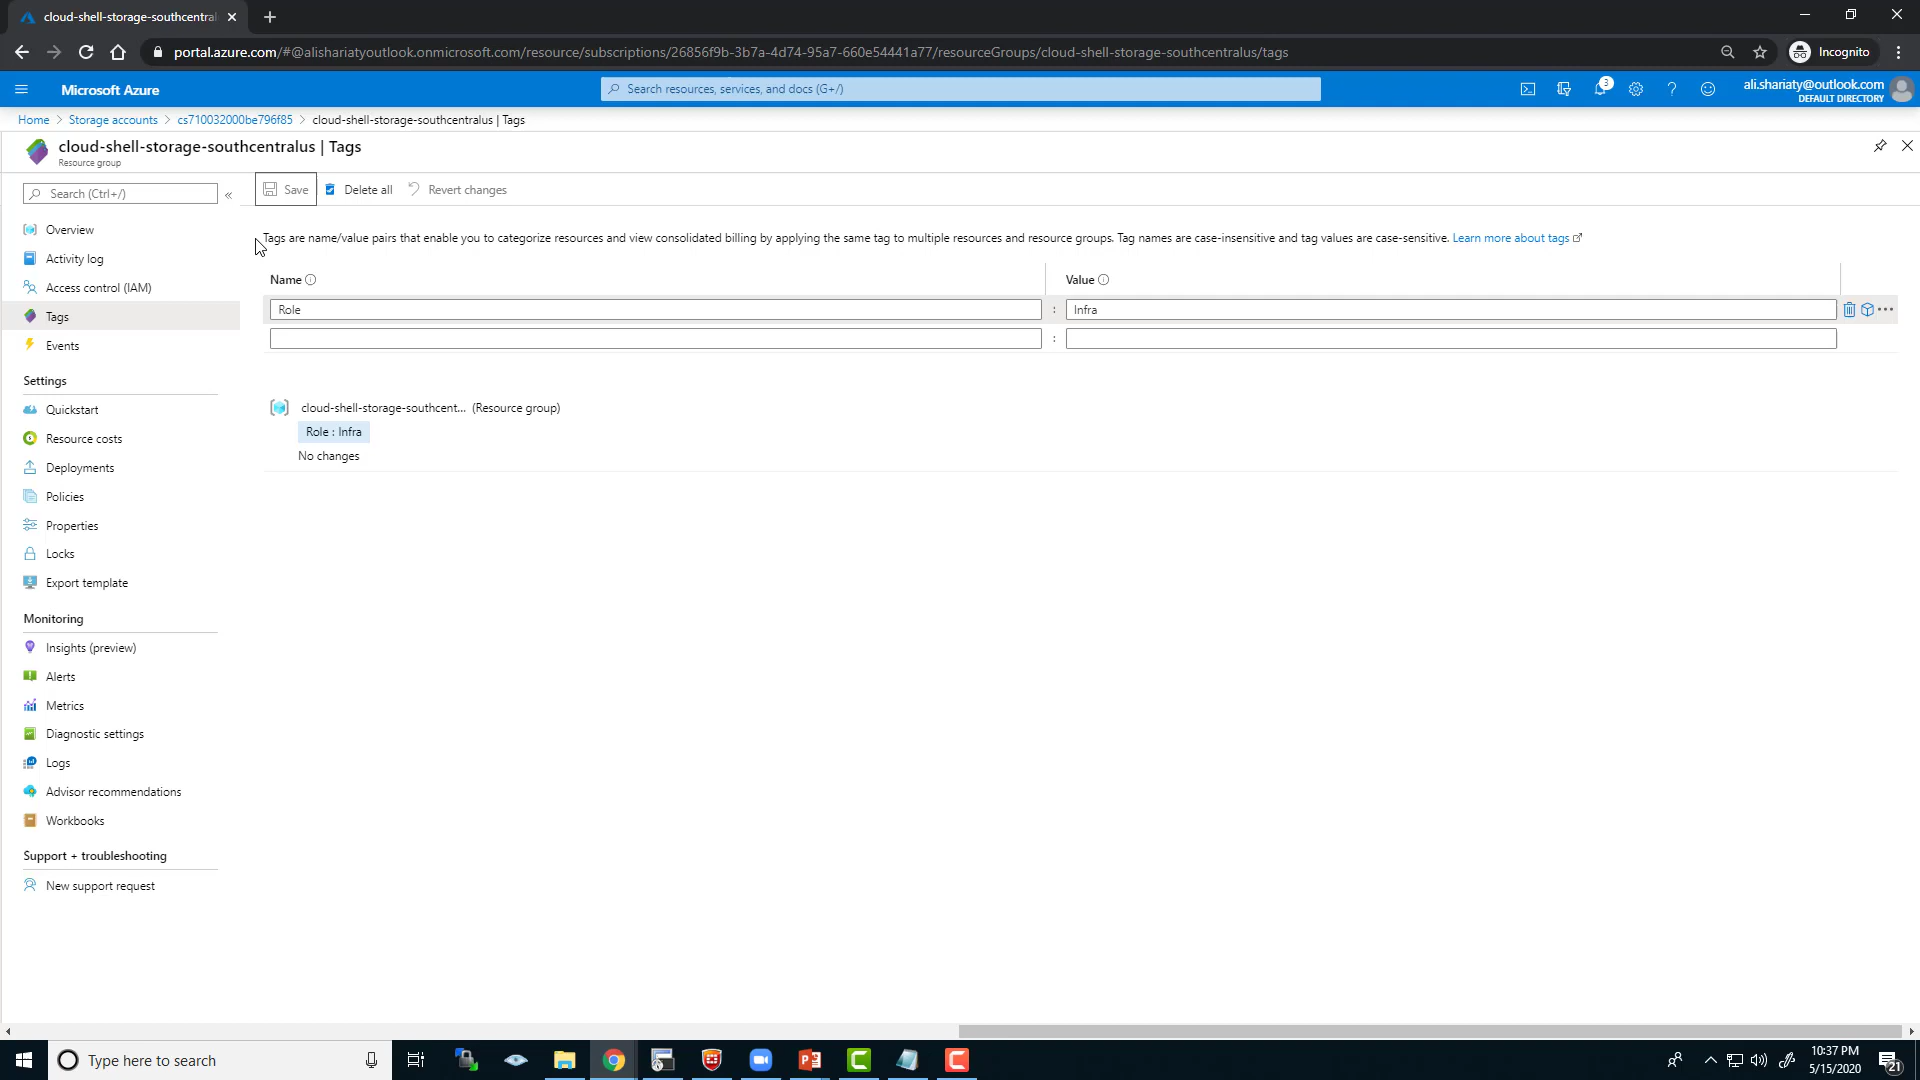 cloud-shell-storage-southcentral
portal.azure.com/#@alishariatyoutlook.onmicrosoft.com/resource/subscriptions/26856f9b-3b7a-4d74-95a7-660e54441a77/resourceGroups/cloud-shell-storage-southcentralus/tags
Incognito
Microsoft Azure
Search resources, services, and docs (G+/)
3
ali.shariaty@outlook.com
DEFAULT DIRECTORY
Home > Storage accounts > cs710032000be796f85 > cloud-shell-storage-southcentralus | Tags
cloud-shell-storage-southcentralus | Tags
Resource group
Search (Ctrl+/)
Save Delete all Revert changes
Overview
Activity log
Access control (IAM)
Tags
Events
Settings
Quickstart
Resource costs
Deployments
Policies
Properties
Locks
Export template
Monitoring
Insights (preview)
Alerts
Metrics
Diagnostic settings
Logs
Advisor recommendations
Workbooks
Support + troubleshooting
New support request
Tags are name/value pairs that enable you to categorize resources and view consolidated billing by applying the same tag to multiple resources and resource groups. Tag names are case-insensitive and tag values are case-sensitive. Learn more about tags
Name Value
Role : Infra
:
cloud-shell-storage-southcent... (Resource group)
Role : Infra
No changes
Type here to search
10:37 PM
5/15/2020
21